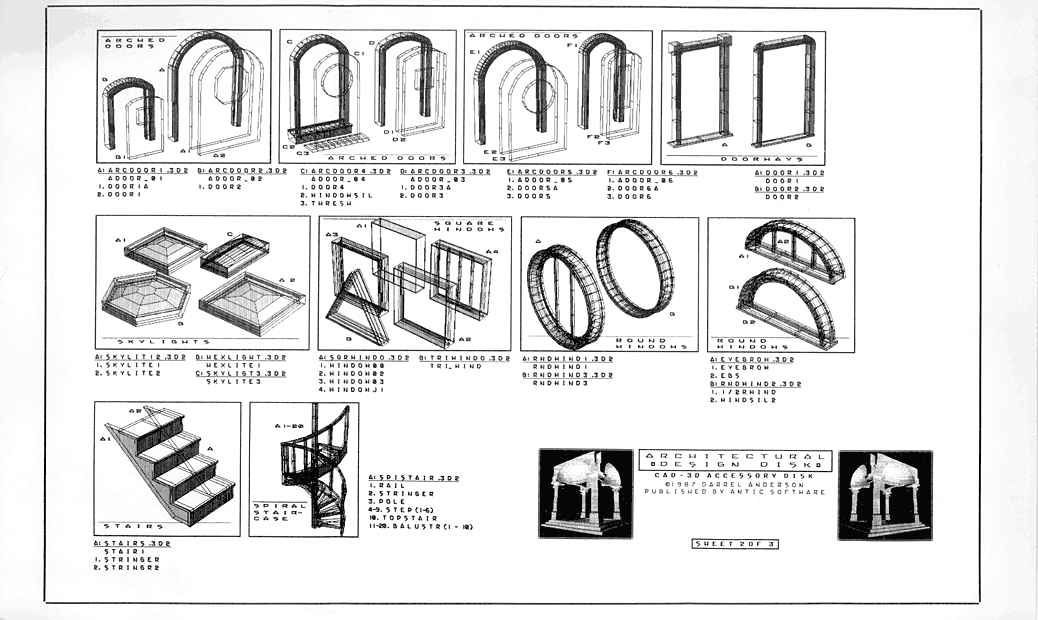 ARCHED
DOORS
B
A
B1
A1
A2
A: ARCDOOR1.3D2
ADOOR_01
1. DOOR1A
2. DOOR1
B: ARCDOOR2.3D2
ADOOR_02
1. DOOR2
C
C1
D
C2
C3
D1
D2
ARCHED DOORS
C: ARCDOOR4.3D2
ADOOR_04
1. DOOR4
2. WINDOWSIL
3. THRESH
D: ARCDOOR3.3D2
ADOOR_03
1. DOOR3A
2. DOOR3
ARCHED DOORS
E1
F1
E2
E3
F2
F3
E: ARCDOOR5.3D2
ADOOR_05
1. DOOR5A
2. DOOR5A
3. DOOR5
F: ARCDOOR6.3D2
1. ADOOR_06
2. DOOR6A
3. DOOR6
A
B
DOORWAYS
A: DOOR1.3D2
DOOR1
B: DOOR2.3D2
DOOR2
A1
C
A2
B
SKYLIGHTS
A: SKYLIT12.3D2
1. SKYLITE1
2. SKYLITE2
B: HEXLIGHT.3D2
HEXLITE1
C: SKYLIGT3.3D2
SKYLITE3
SQUARE
WINDOWS
A1
A3
A4
B
A2
A: SQRWINDO.3D2
1. WINDOW00
2. WINDOW02
3. WINDOW03
4. WINDOWJ1
B: TRIWINDO.3D2
TRI_WIND
A
B
ROUND
WINDOWS
A: RNDWIND1.3D2
RNDWIND1
B: RNDWIND3.3D2
RNDWIND3
A2
A1
B1
B2
ROUND
WINDOWS
A: EYEBROW.3D2
1. EYEBROW
2. EBS
B: RNDWIND2.3D2
1. 1/2RWIND
2. WINDSIL2
A2
A1
A
STAIRS
A: STAIRS.3D2
STAIR1
1. STRINGER
2. STRINGR2
A1-20
SPIRAL
STAIR-
CASE
A: SPISTAIR.3D2
1. RAIL
2. STRINGER
3. POLE
4-9. STEP(1-6)
10. TOPSTAIR
11-20. BALUSTR(1 - 10)
ARCHITECTURAL
DESIGN DISK
CAD-3D ACCESSORY DISK
©1987 DARREL ANDERSON
PUBLISHED BY ANTIC SOFTWARE
SHEET 2 OF 3